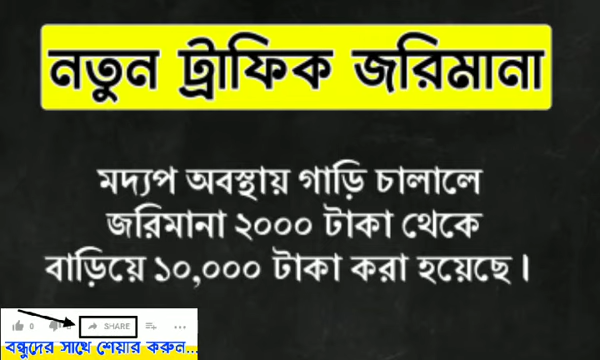 নতুন ট্রাফিক জরিমানা
মদ্যপ অবস্থায় গাড়ি চালালে
জরিমানা ২০০০ টাকা থেকে
বাড়িয়ে ১০,০০০ টাকা করা হয়েছে।
0 SHARE
বন্ধুদের সাথে শেয়ার করুন...